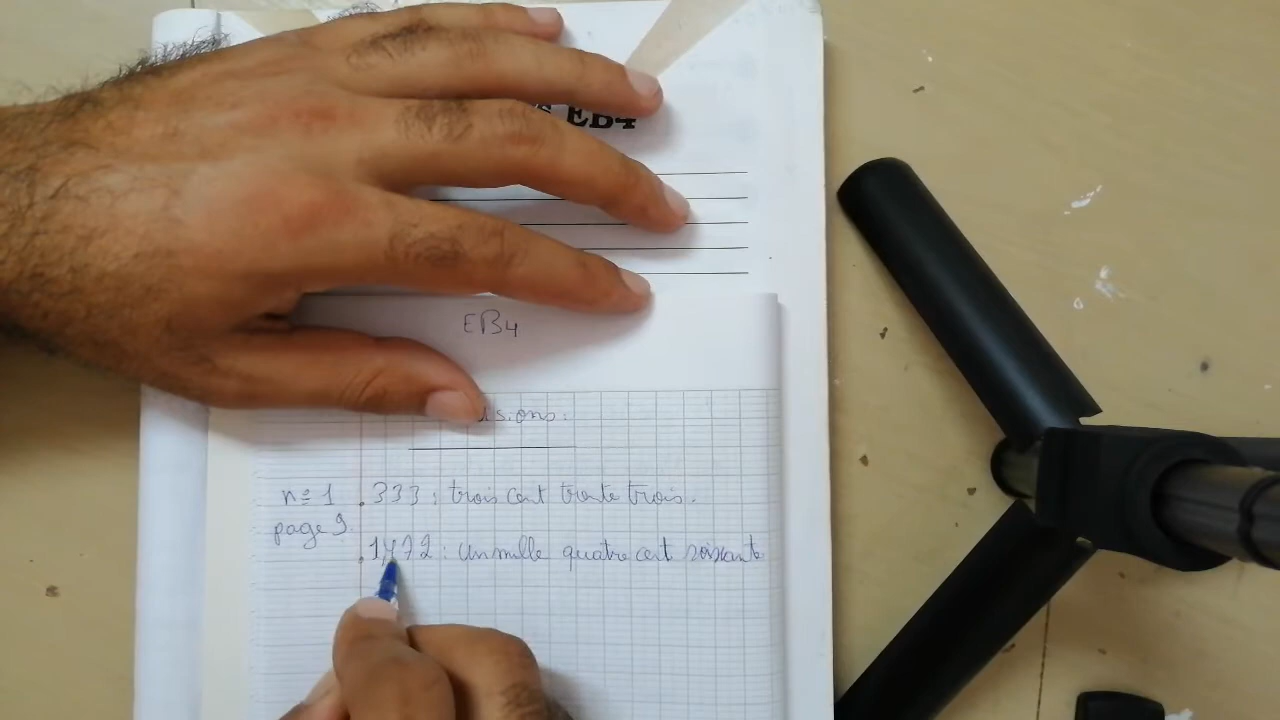 EB4
EB4
n° 1 . 333 : trois cent trente trois.
page 9
. 1472 : Un mille quatre cent soixante